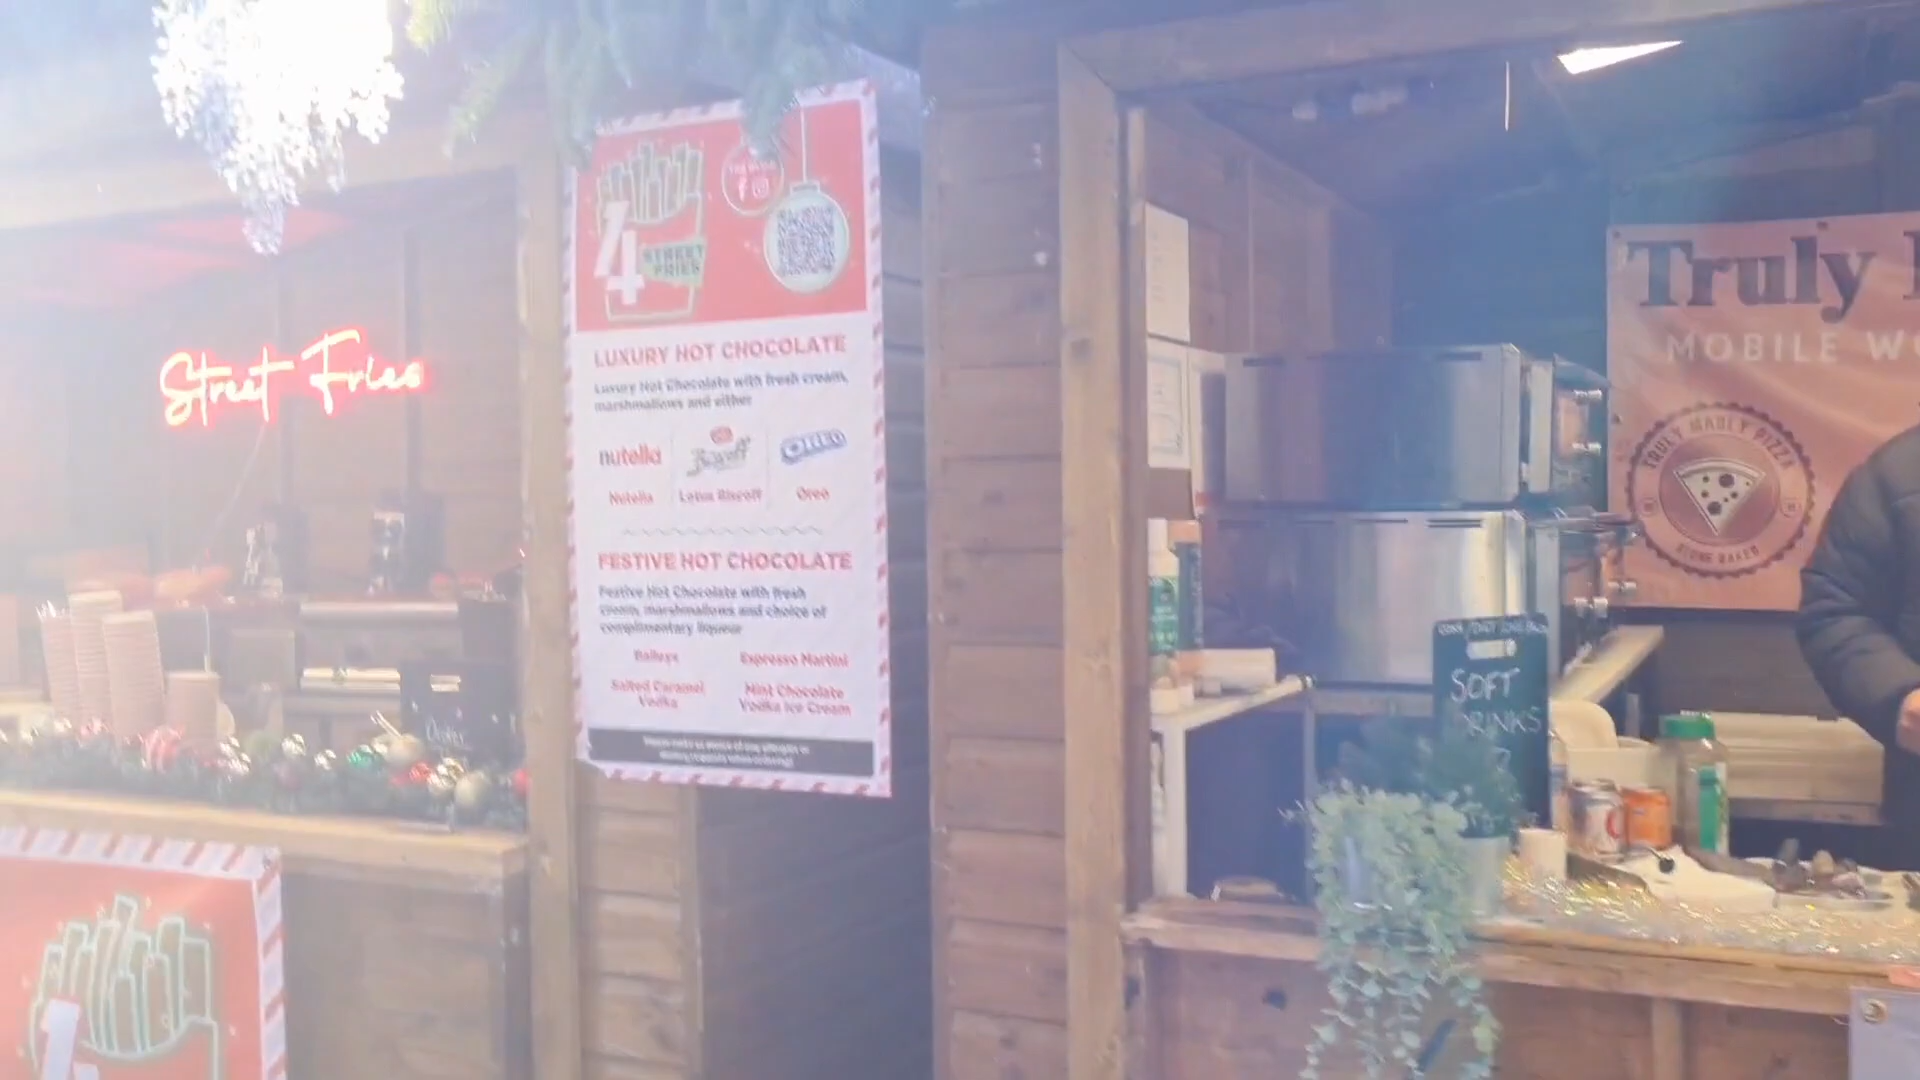 Street Fries
4
STREET
FRIES
LUXURY HOT CHOCOLATE
Luxury Hot Chocolate with fresh cream,
marshmallows and either
nutella
Biscoff
OREO
Nutella
Lotus Biscoff
Oreo
FESTIVE HOT CHOCOLATE
Festive Hot Chocolate with fresh
cream, marshmallows and choice of
complimentary liqueur
Baileys
Espresso Martini
Salted Caramel
Vodka
Mint Chocolate
Vodka Ice Cream
Truly
MOBILE
TRULY MADLY PIZZA
STONE BAKED
SOFT
DRINKS